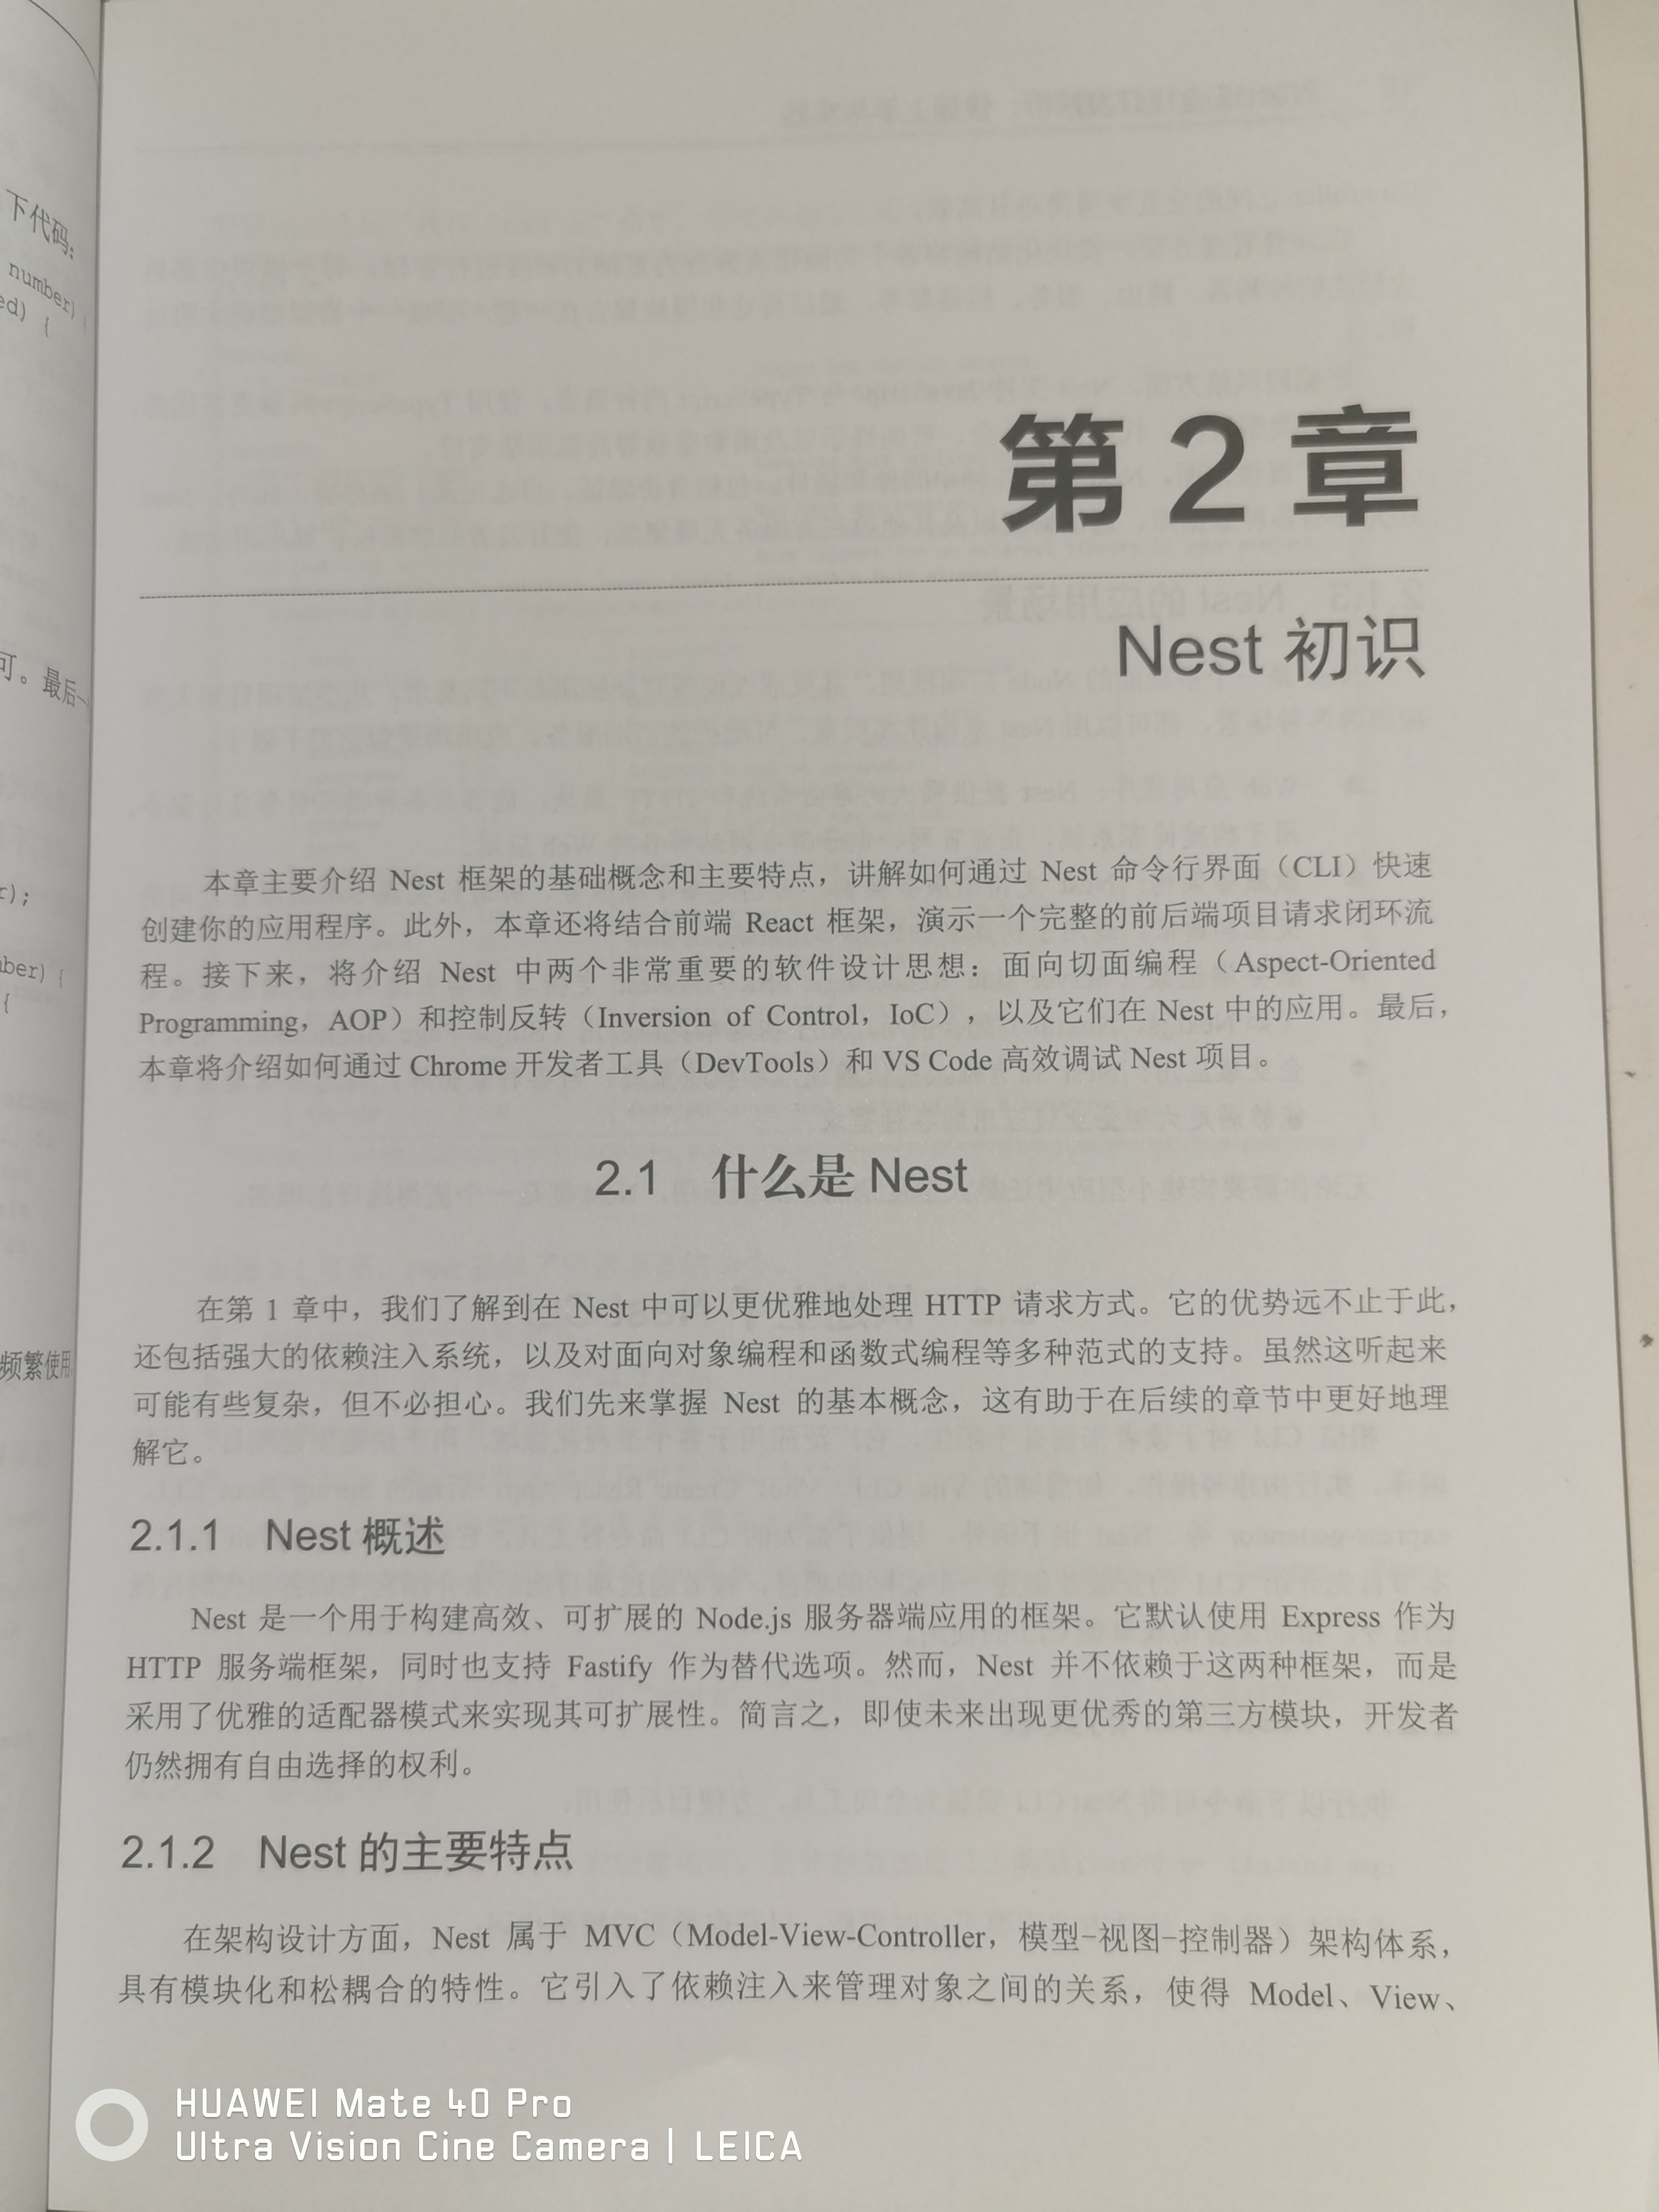 下代码：
number)
ed) {
可。最后一
r);
mber) {
{
频繁使用
第 2 章
Nest 初识
本章主要介绍 Nest 框架的基础概念和主要特点，讲解如何通过 Nest 命令行界面（CLI）快速
创建你的应用程序。此外，本章还将结合前端 React 框架，演示一个完整的前后端项目请求闭环流
程。接下来，将介绍 Nest 中两个非常重要的软件设计思想：面向切面编程（Aspect-Oriented
Programming，AOP）和控制反转（Inversion of Control，IoC），以及它们在 Nest 中的应用。最后，
本章将介绍如何通过 Chrome 开发者工具（DevTools）和 VS Code 高效调试 Nest 项目。
2.1 什么是 Nest
在第 1 章中，我们了解到在 Nest 中可以更优雅地处理 HTTP 请求方式。它的优势远不止于此，
还包括强大的依赖注入系统，以及对面向对象编程和函数式编程等多种范式的支持。虽然这听起来
可能有些复杂，但不必担心。我们先来掌握 Nest 的基本概念，这有助于在后续的章节中更好地理
解它。
2.1.1 Nest 概述
Nest 是一个用于构建高效、可扩展的 Node.js 服务器端应用的框架。它默认使用 Express 作为
HTTP 服务端框架，同时也支持 Fastify 作为替代选项。然而，Nest 并不依赖于这两种框架，而是
采用了优雅的适配器模式来实现其可扩展性。简言之，即使未来出现更优秀的第三方模块，开发者
仍然拥有自由选择的权利。
2.1.2 Nest 的主要特点
在架构设计方面，Nest 属于 MVC（Model-View-Controller，模型-视图-控制器）架构体系，
具有模块化和松耦合的特性。它引入了依赖注入来管理对象之间的关系，使得 Model、View、
HUAWEI Mate 40 Pro
Ultra Vision Cine Camera | LEICA